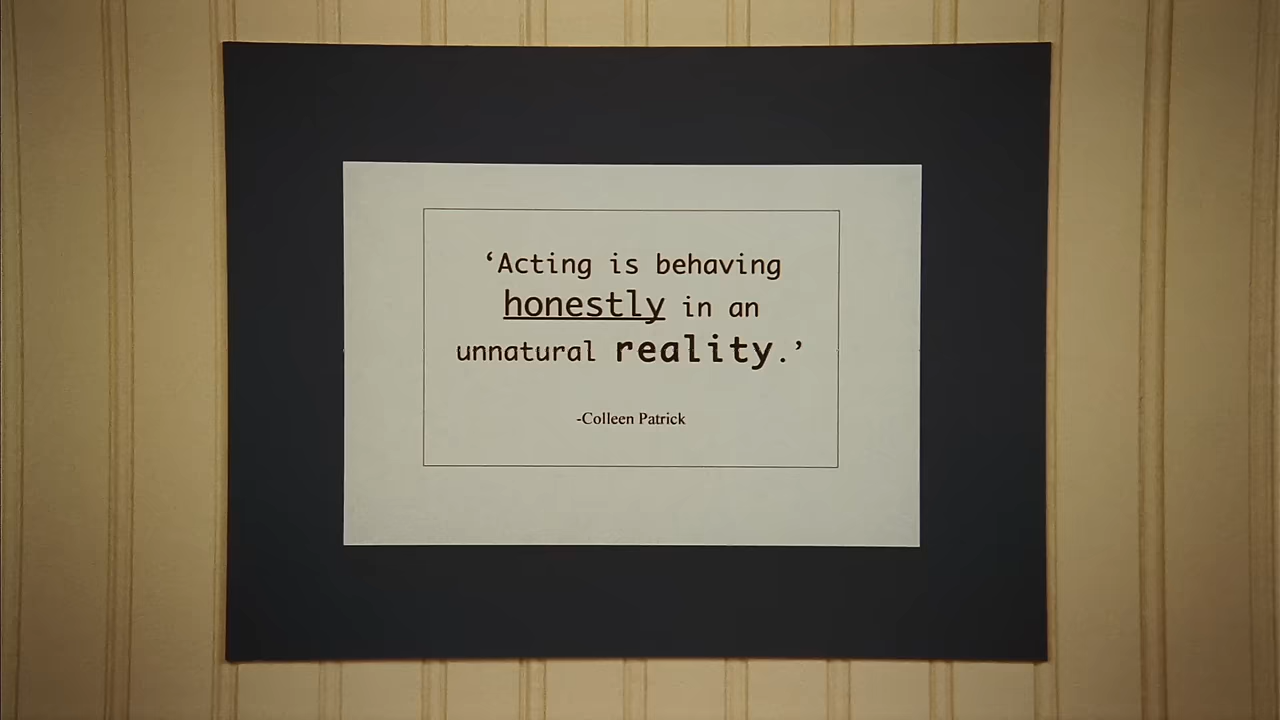 ‘Acting is behaving
honestly in an
unnatural reality.’
-Colleen Patrick